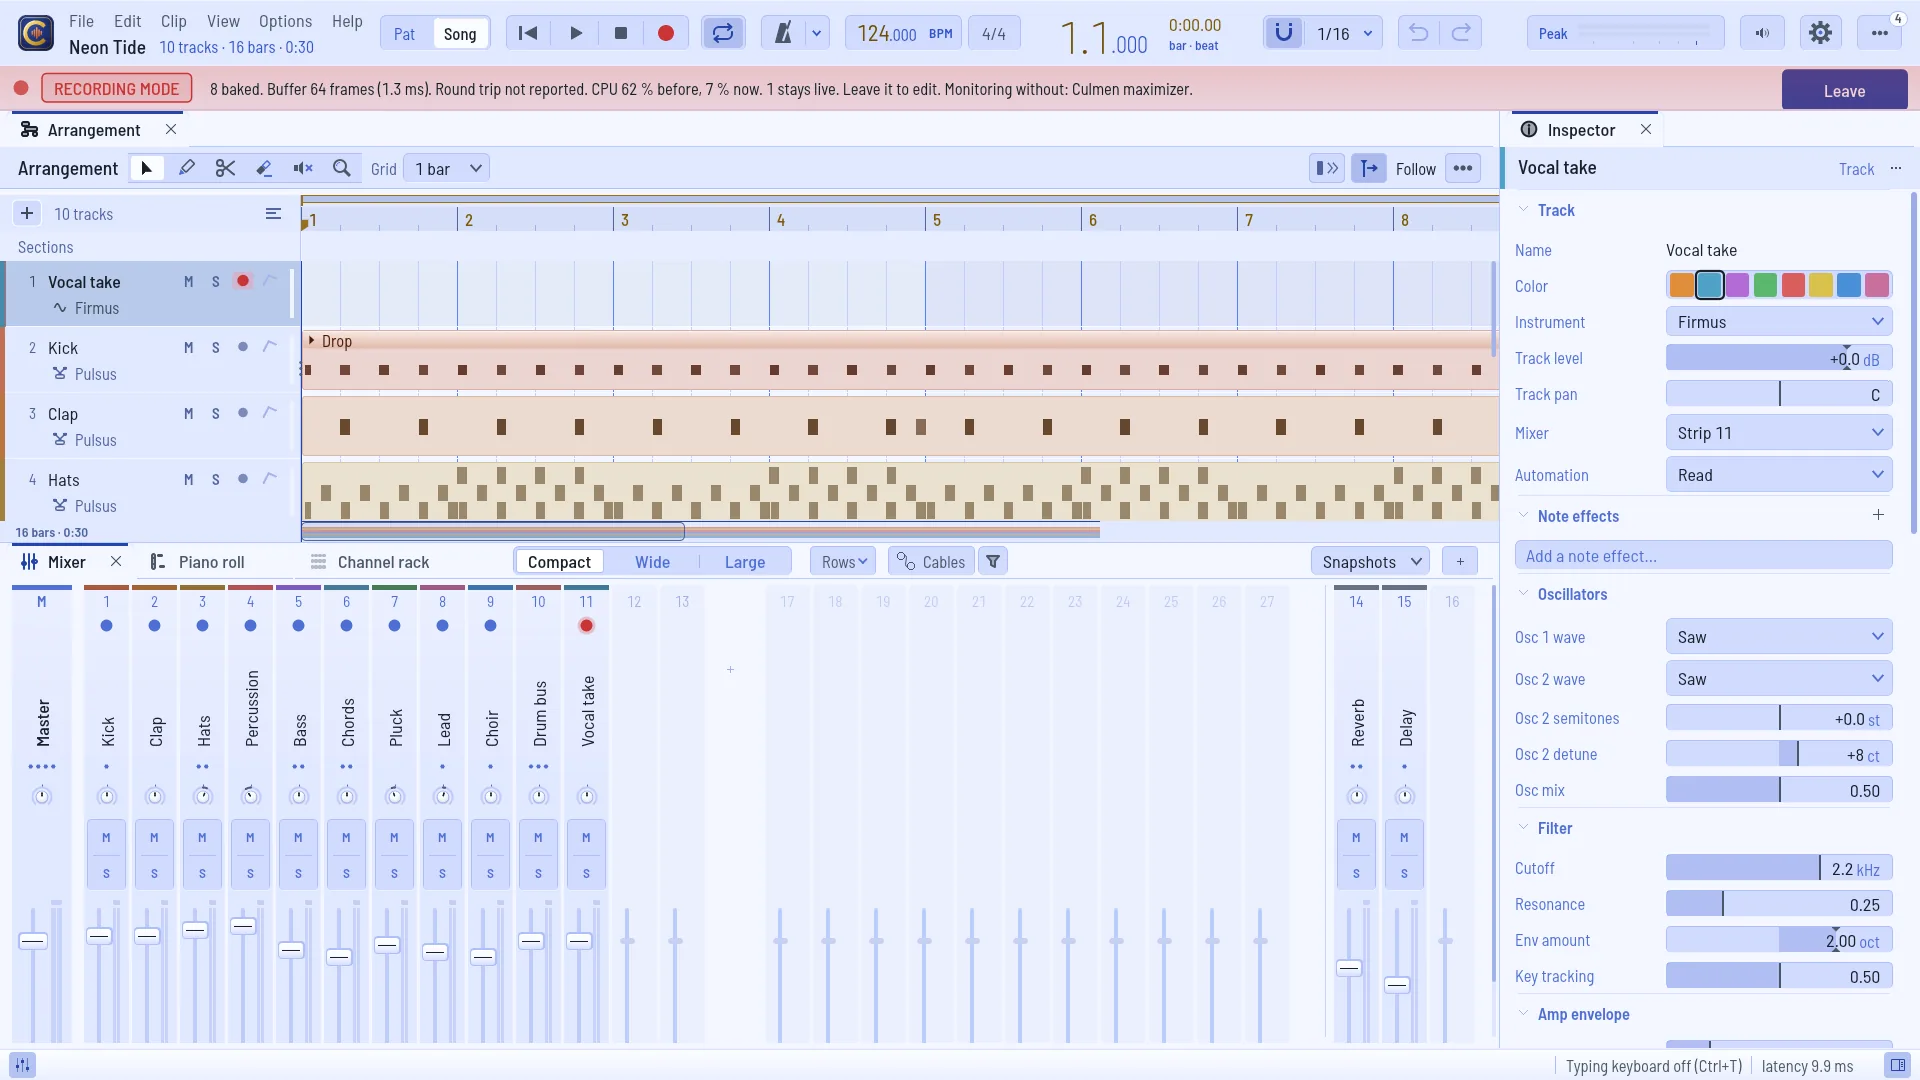 File Edit Clip View Options Help
Neon Tide 10 tracks · 16 bars · 0:30
Pat Song
124.000 BPM 4/4
1.1.000
0:00.00
bar · beat
1/16
Peak
4
RECORDING MODE 8 baked. Buffer 64 frames (1.3 ms). Round trip not reported. CPU 62 % before, 7 % now. 1 stays live. Leave it to edit. Monitoring without: Culmen maximizer. Leave
Arrangement
Arrangement Grid 1 bar Follow
10 tracks
1 2 3 4 5 6 7 8
Sections
1 Vocal take M S
Firmus
2 Kick M S
Pulsus
Drop
3 Clap M S
Pulsus
4 Hats M S
Pulsus
16 bars · 0:30
Mixer Piano roll Channel rack Compact Wide Large Rows Cables Snapshots +
M 1 2 3 4 5 6 7 8 9 10 11 12 13 17 18 19 20 21 22 23 24 25 26 27 14 15 16
Master Kick Clap Hats Percussion Bass Chords Pluck Lead Choir Drum bus Vocal take Reverb Delay
M M M M M M M M M M M M M
S S S S S S S S S S S S S
Inspector
Vocal take Track
Track
Name Vocal take
Color
Instrument Firmus
Track level +0.0 dB
Track pan C
Mixer Strip 11
Automation Read
Note effects
Add a note effect...
Oscillators
Osc 1 wave Saw
Osc 2 wave Saw
Osc 2 semitones +0.0 st
Osc 2 detune +8 ct
Osc mix 0.50
Filter
Cutoff 2.2 kHz
Resonance 0.25
Env amount 2.00 oct
Key tracking 0.50
Amp envelope
Typing keyboard off (Ctrl+T) latency 9.9 ms